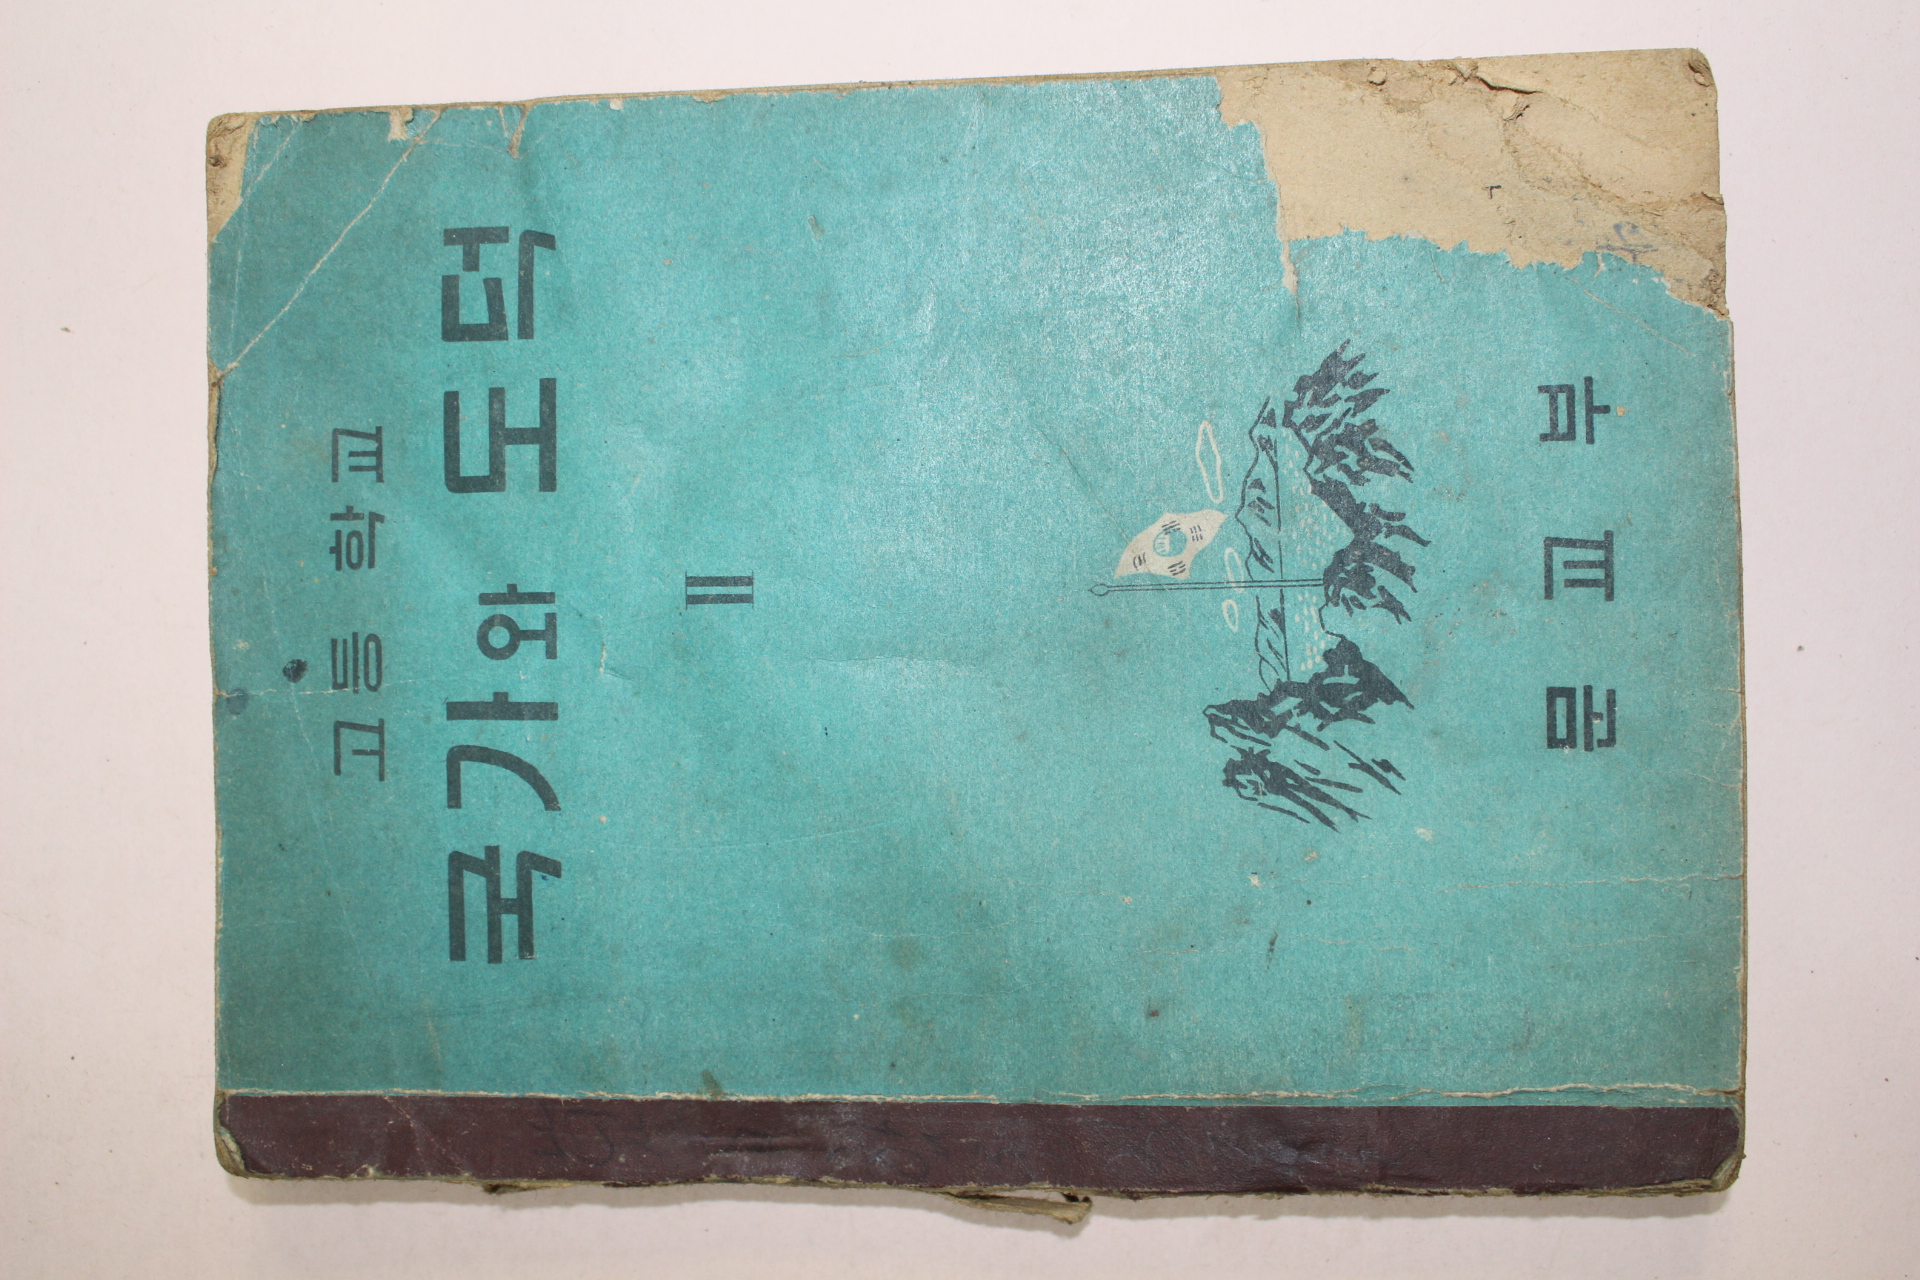 고등 학교
국가와 도덕
II
문 교 부